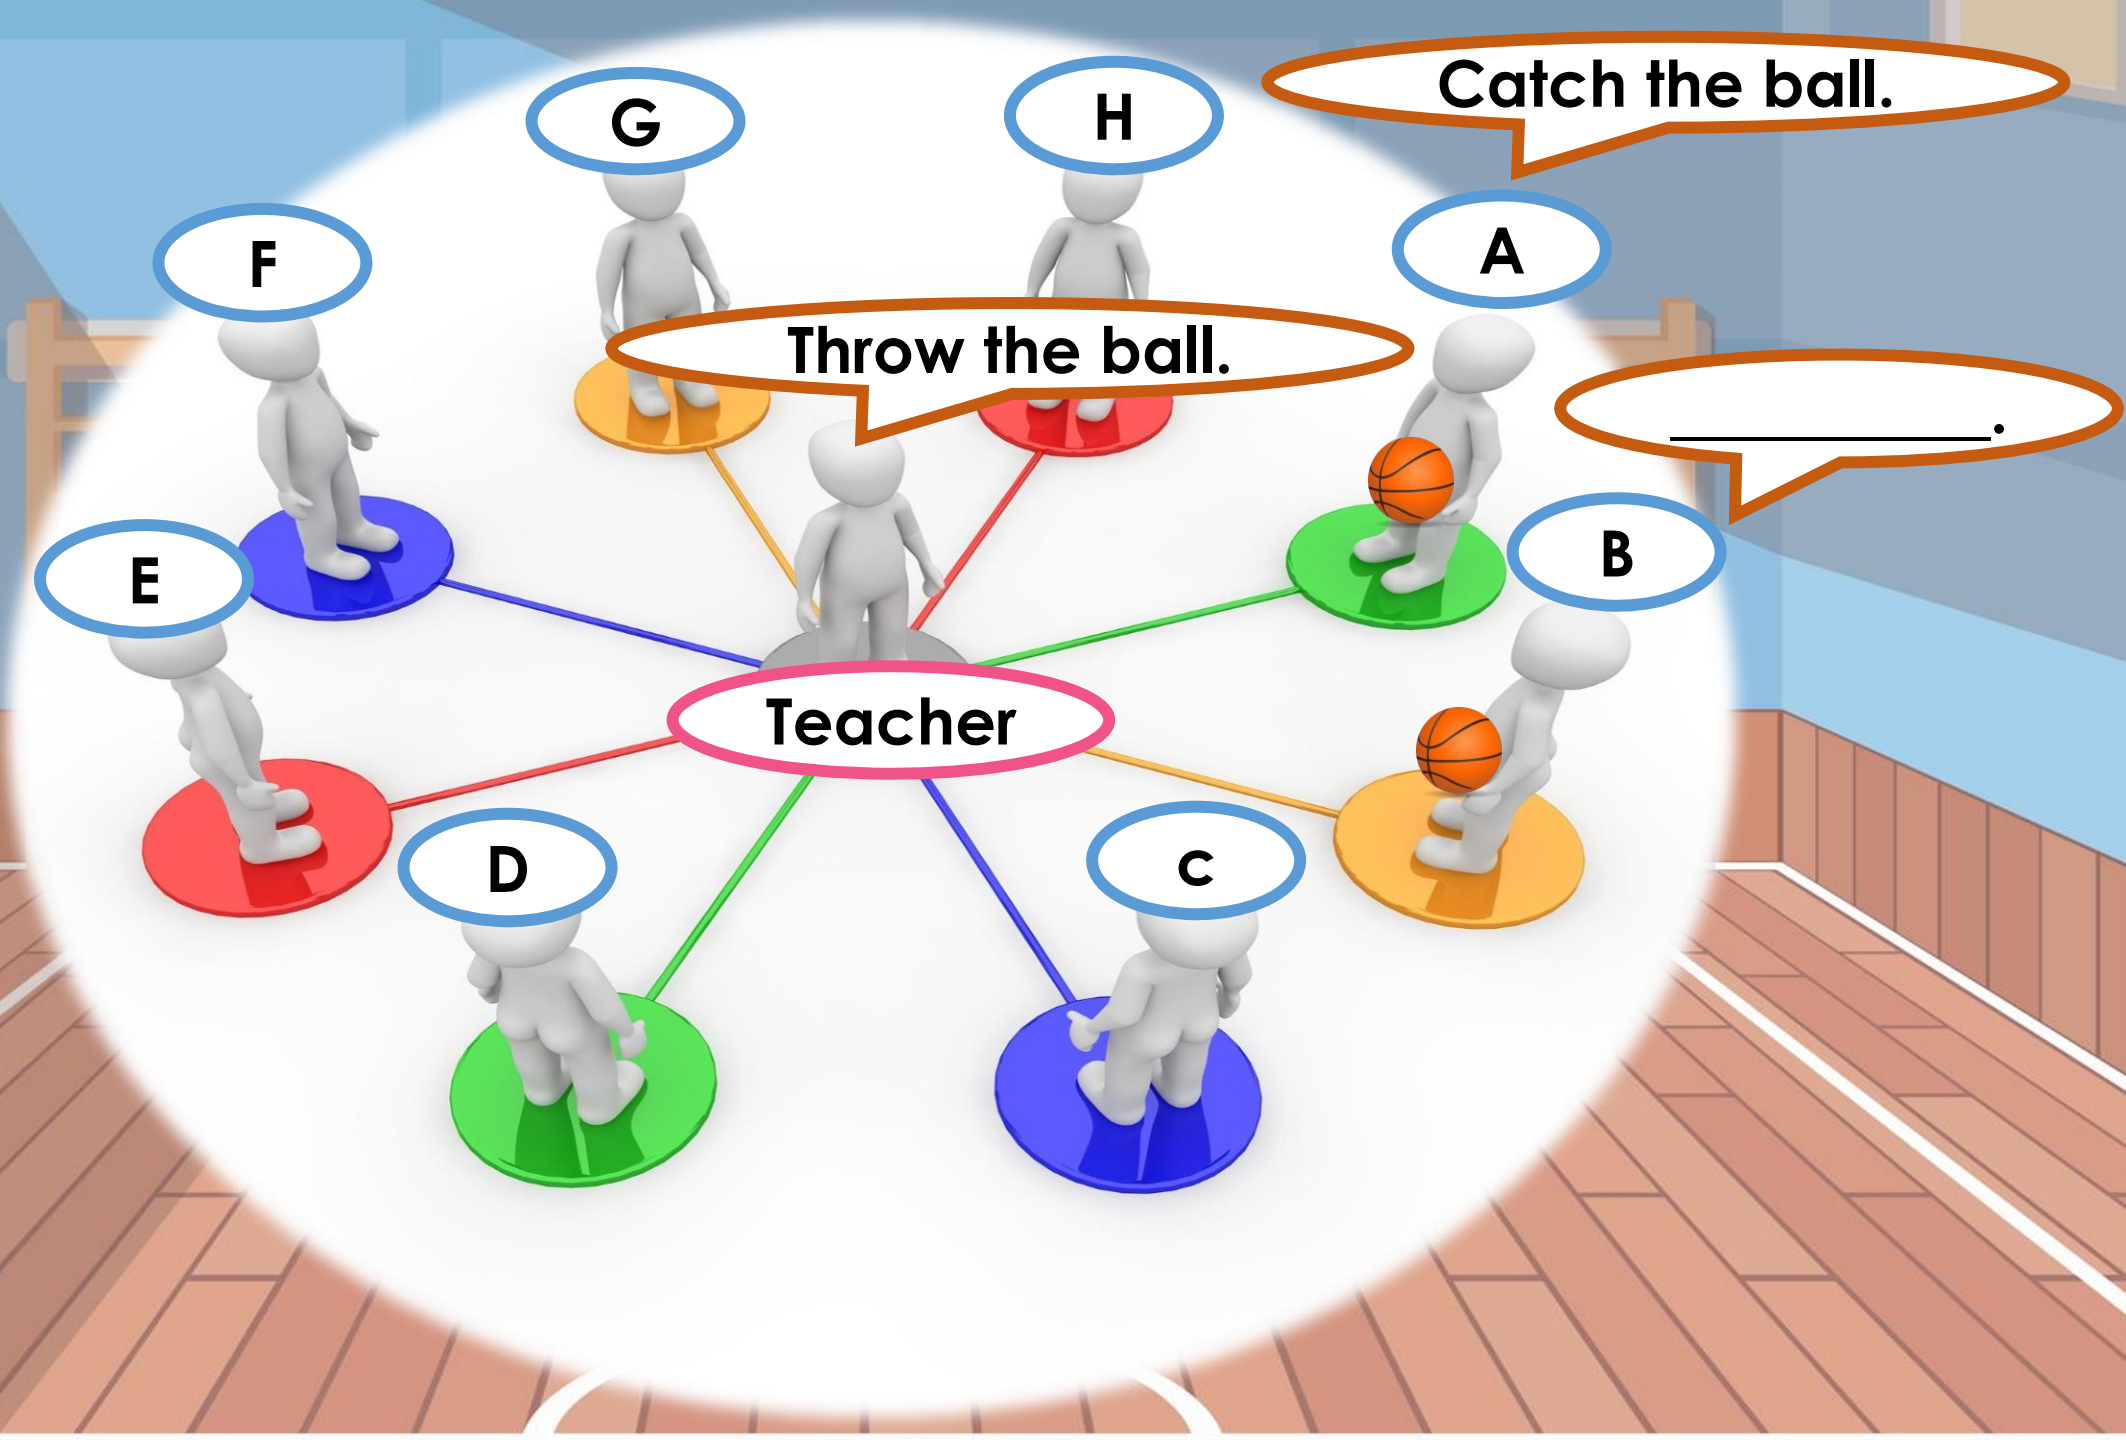 G
H
Catch the ball.
F
A
Throw the ball.
__________.
E
B
Teacher
D
c